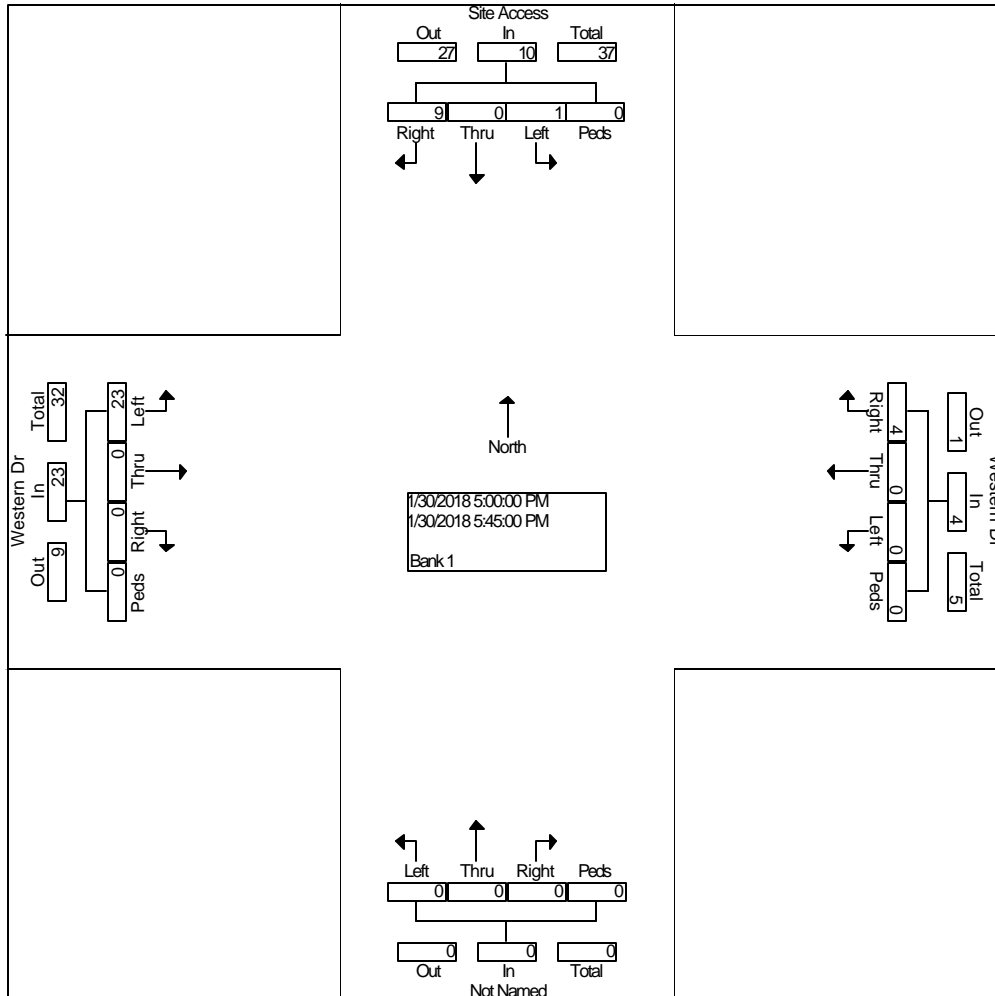 Site Access
Out In Total
27 10 37
9 0 1 0
Right Thru Left Peds
Western Dr
Total In Out
32 23 9
23 0 0 0
Left Thru Right Peds
North
1/30/2018 5:00:00 PM
1/30/2018 5:45:00 PM
Bank 1
Right Thru Left Peds
4 0 0 0
1 4 5
Out In Total
Western Dr
Left Thru Right Peds
0 0 0 0
0 0 0
Out In Total
Not Named